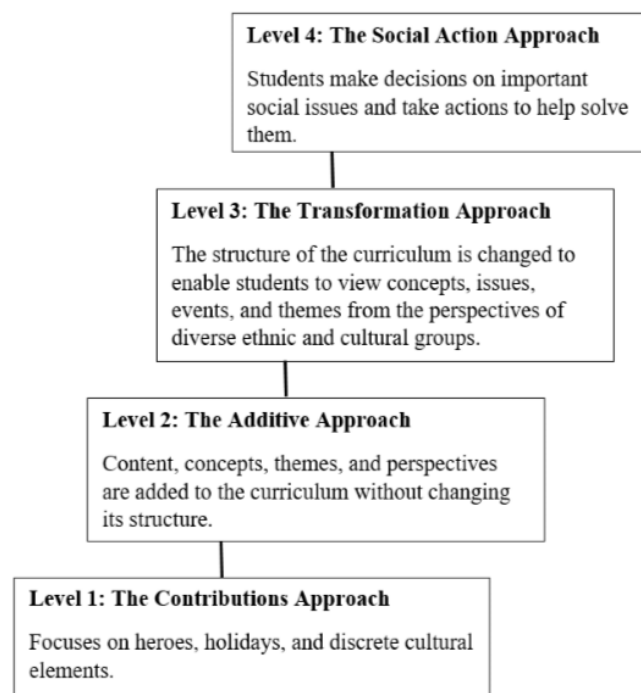 Level 4: The Social Action Approach
Students make decisions on important
social issues and take actions to help solve
them.
Level 3: The Transformation Approach
The structure of the curriculum is changed to
enable students to view concepts, issues,
events, and themes from the perspectives of
diverse ethnic and cultural groups.
Level 2: The Additive Approach
Content, concepts, themes, and perspectives
are added to the curriculum without changing
its structure.
Level 1: The Contributions Approach
Focuses on heroes, holidays, and discrete cultural
elements.